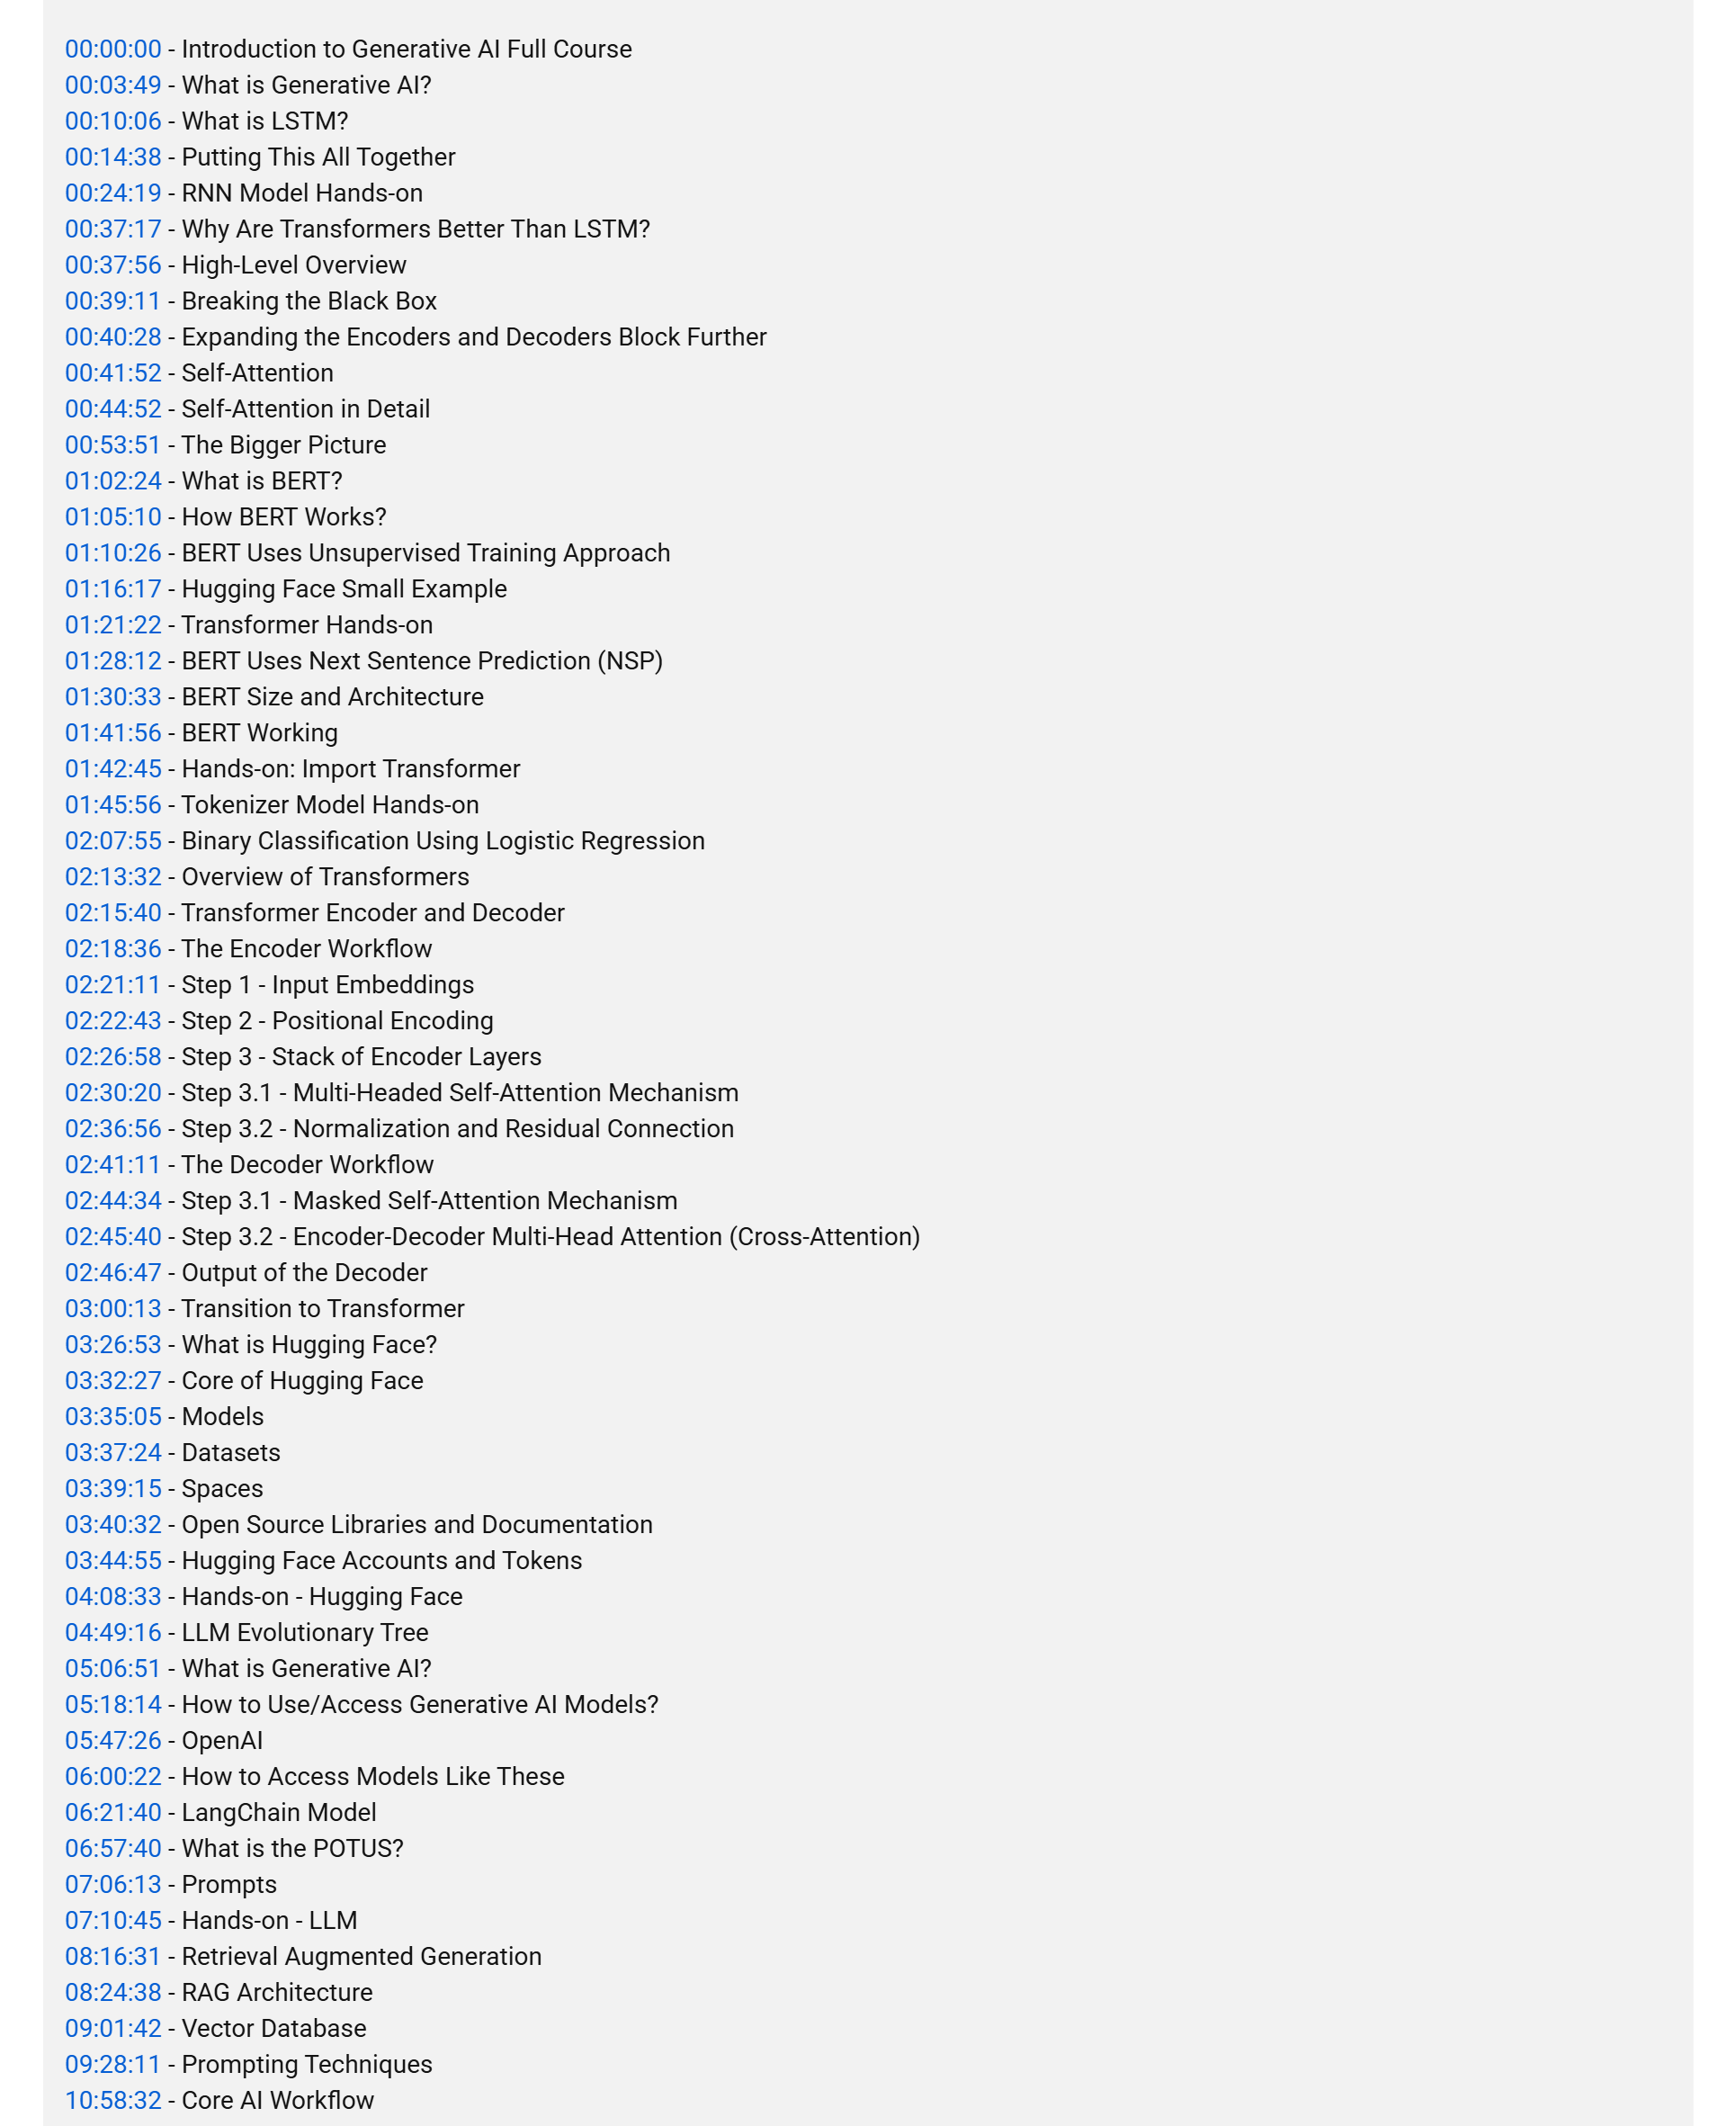 00:00:00 - Introduction to Generative AI Full Course
00:03:49 - What is Generative AI?
00:10:06 - What is LSTM?
00:14:38 - Putting This All Together
00:24:19 - RNN Model Hands-on
00:37:17 - Why Are Transformers Better Than LSTM?
00:37:56 - High-Level Overview
00:39:11 - Breaking the Black Box
00:40:28 - Expanding the Encoders and Decoders Block Further
00:41:52 - Self-Attention
00:44:52 - Self-Attention in Detail
00:53:51 - The Bigger Picture
01:02:24 - What is BERT?
01:05:10 - How BERT Works?
01:10:26 - BERT Uses Unsupervised Training Approach
01:16:17 - Hugging Face Small Example
01:21:22 - Transformer Hands-on
01:28:12 - BERT Uses Next Sentence Prediction (NSP)
01:30:33 - BERT Size and Architecture
01:41:56 - BERT Working
01:42:45 - Hands-on: Import Transformer
01:45:56 - Tokenizer Model Hands-on
02:07:55 - Binary Classification Using Logistic Regression
02:13:32 - Overview of Transformers
02:15:40 - Transformer Encoder and Decoder
02:18:36 - The Encoder Workflow
02:21:11 - Step 1 - Input Embeddings
02:22:43 - Step 2 - Positional Encoding
02:26:58 - Step 3 - Stack of Encoder Layers
02:30:20 - Step 3.1 - Multi-Headed Self-Attention Mechanism
02:36:56 - Step 3.2 - Normalization and Residual Connection
02:41:11 - The Decoder Workflow
02:44:34 - Step 3.1 - Masked Self-Attention Mechanism
02:45:40 - Step 3.2 - Encoder-Decoder Multi-Head Attention (Cross-Attention)
02:46:47 - Output of the Decoder
03:00:13 - Transition to Transformer
03:26:53 - What is Hugging Face?
03:32:27 - Core of Hugging Face
03:35:05 - Models
03:37:24 - Datasets
03:39:15 - Spaces
03:40:32 - Open Source Libraries and Documentation
03:44:55 - Hugging Face Accounts and Tokens
04:08:33 - Hands-on - Hugging Face
04:49:16 - LLM Evolutionary Tree
05:06:51 - What is Generative AI?
05:18:14 - How to Use/Access Generative AI Models?
05:47:26 - OpenAI
06:00:22 - How to Access Models Like These
06:21:40 - LangChain Model
06:57:40 - What is the POTUS?
07:06:13 - Prompts
07:10:45 - Hands-on - LLM
08:16:31 - Retrieval Augmented Generation
08:24:38 - RAG Architecture
09:01:42 - Vector Database
09:28:11 - Prompting Techniques
10:58:32 - Core AI Workflow